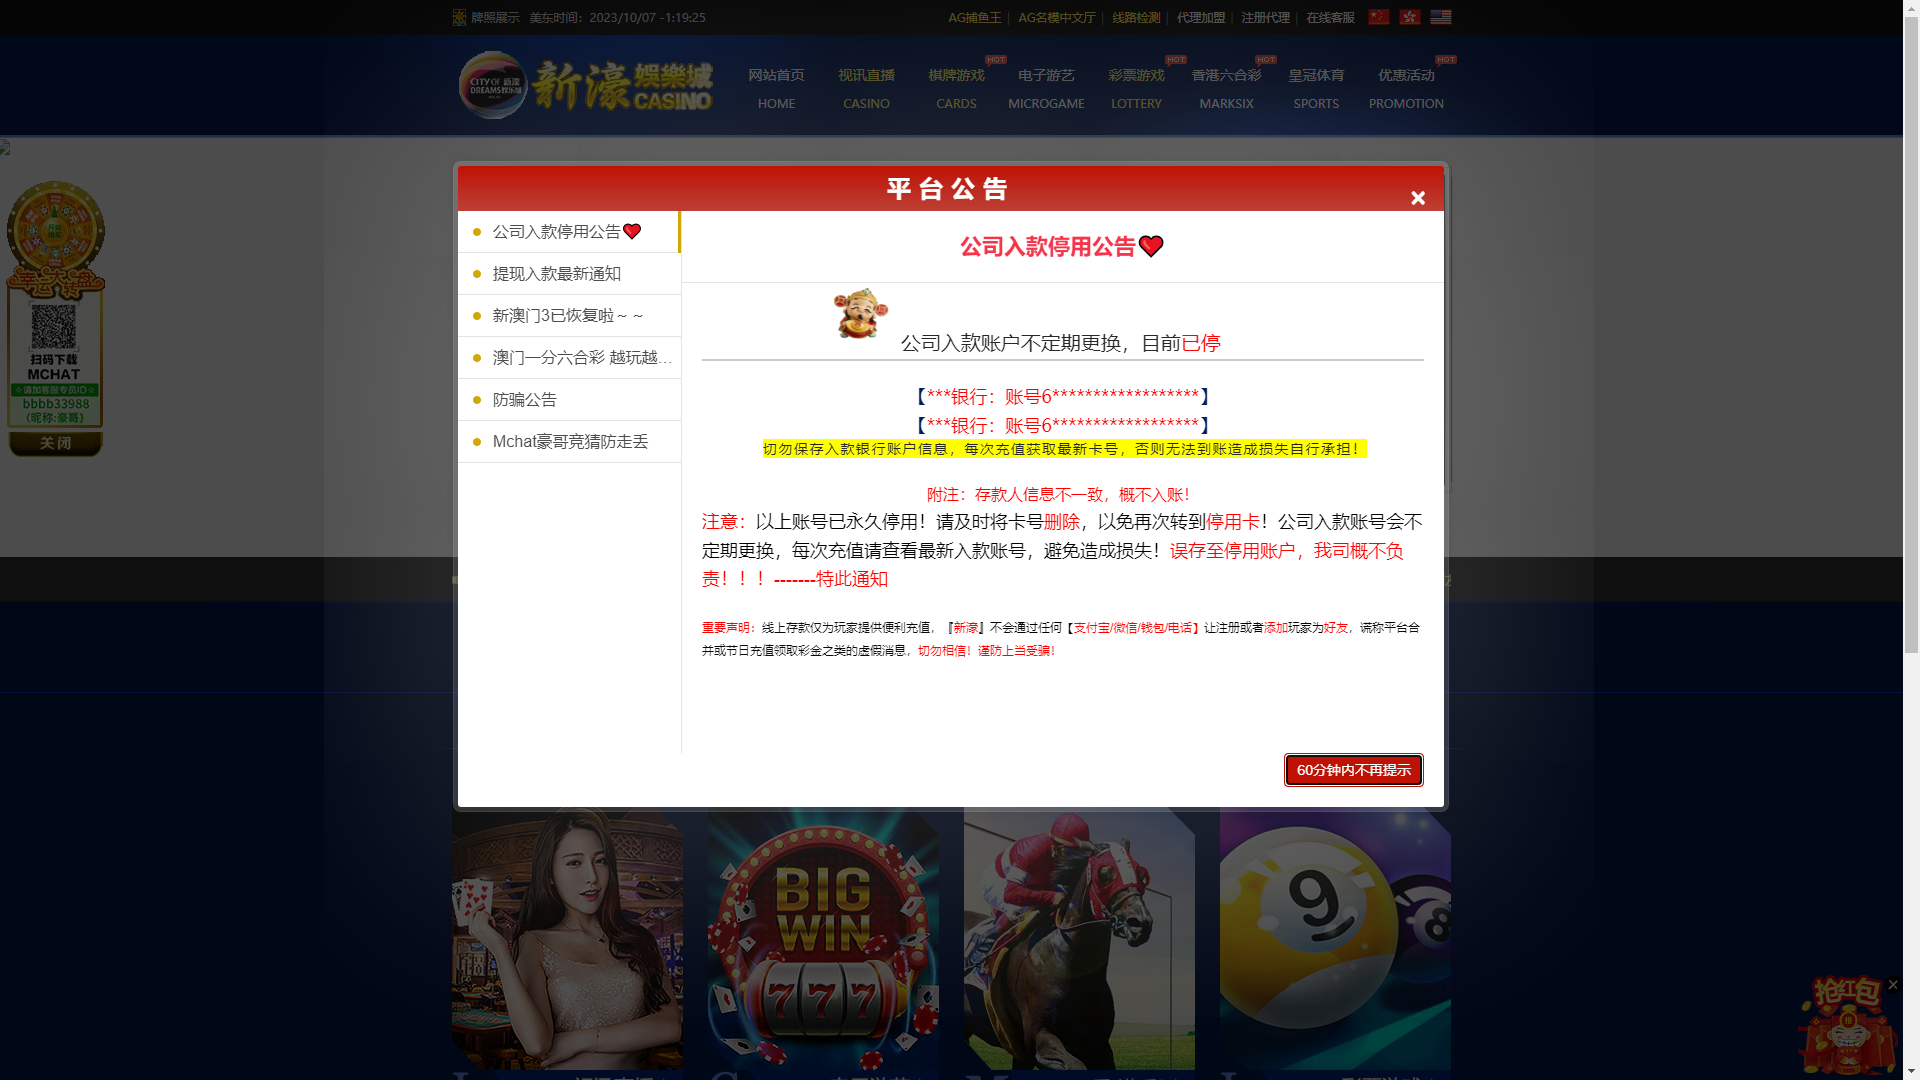 牌照展示 美东时间：2023/10/07 -1:19:25
AG捕鱼王 | AG名模中文厅 | 线路检测 | 代理加盟 | 注册代理 | 在线客服
CITY OF 新濠
DREAMS娱乐城
新濠 娛樂城
CASINO
网站首页 视讯直播 棋牌游戏 HOT 电子游艺 彩票游戏 HOT 香港六合彩 HOT 皇冠体育 优惠活动 HOT
HOME CASINO CARDS MICROGAME LOTTERY MARKSIX SPORTS PROMOTION
平台公告
×
公司入款停用公告
提现入款最新通知
新澳门3已恢复啦～～
澳门一分六合彩 越玩越...
防骗公告
Mchat豪哥竞猜防走丢
公司入款停用公告
公司入款账户不定期更换，目前已停
【***银行：账号6******************】
【***银行：账号6******************】
切勿保存入款银行账户信息，每次充值获取最新卡号，否则无法到账造成损失自行承担！
附注：存款人信息不一致，概不入账！
注意：以上账号已永久停用！请及时将卡号删除，以免再次转到停用卡！公司入款账号会不
定期更换，每次充值请查看最新入款账号，避免造成损失！误存至停用账户，我司概不负
责！！！-------特此通知
重要声明：线上存款仅为玩家提供便利充值，『新濠』不会通过任何【支付宝/微信/钱包/电话】让注册或者添加玩家为好友，谎称平台合
并或节日充值领取彩金之类的虚假消息，切勿相信！谨防上当受骗！
60分钟内不再提示
扫码下载
MCHAT
☆请加客服专员ID☆
bbbb33988
(昵称:豪哥)
关闭
BIG
WIN
777
9
8
抢红包
×